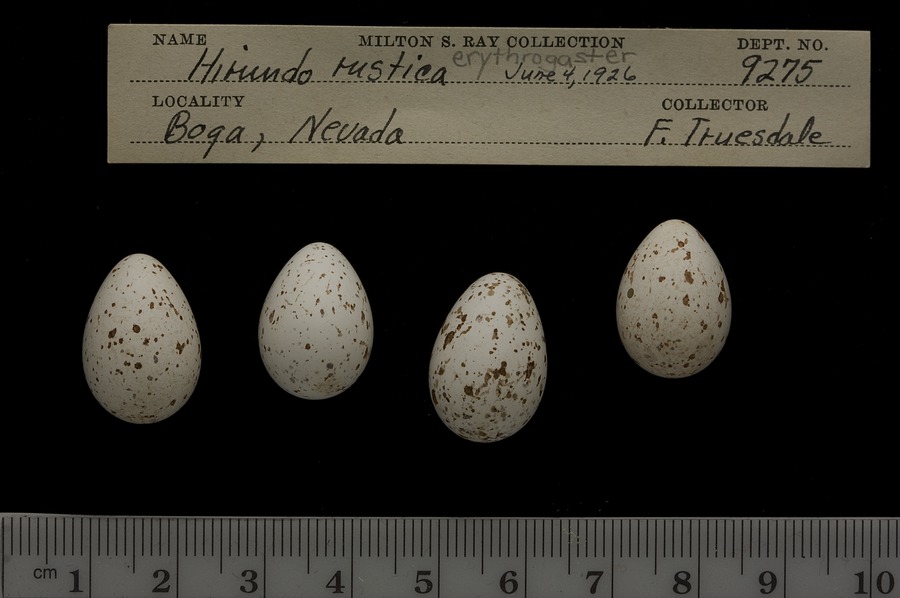 NAME MILTON S. RAY COLLECTION DEPT. NO.
Hirundo rustica erythrogaster June 4, 1926 9275
LOCALITY COLLECTOR
Boga, Nevada F. Truesdale
cm 1 2 3 4 5 6 7 8 9 10